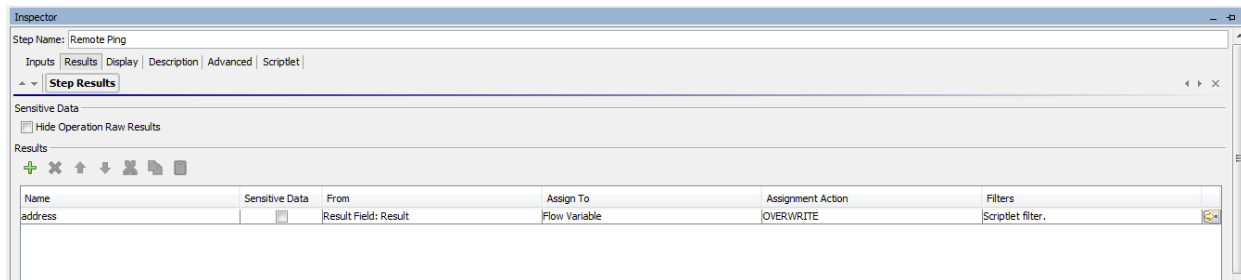 Inspector
Step Name: Remote Ping
Inputs Results Display Description Advanced Scriptlet
Step Results
Sensitive Data
Hide Operation Raw Results
Results
Name Sensitive Data From Assign To Assignment Action Filters
address Result Field: Result Flow Variable OVERWRITE Scriptlet filter.